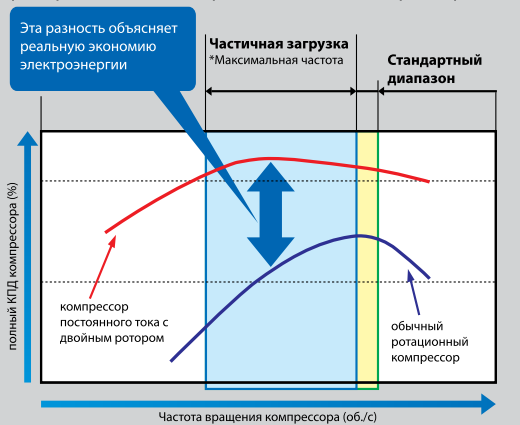 Эта разность объясняет
реальную экономию
электроэнергии
Частичная загрузка
*Максимальная частота
Стандартный
диапазон
полный КПД компрессора (%)
компрессор
постоянного тока с
двойным ротором
обычный
ротационный
компрессор
Частота вращения компрессора (об./с)